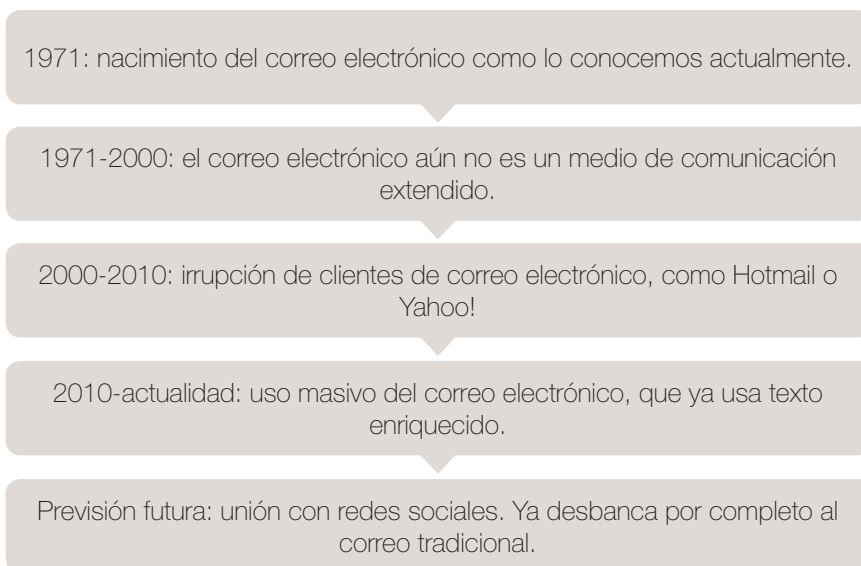 1971: nacimiento del correo electrónico como lo conocemos actualmente.
1971-2000: el correo electrónico aún no es un medio de comunicación
extendido.
2000-2010: irrupción de clientes de correo electrónico, como Hotmail o
Yahoo!
2010-actualidad: uso masivo del correo electrónico, que ya usa texto
enriquecido.
Previsión futura: unión con redes sociales. Ya desbanca por completo al
correo tradicional.